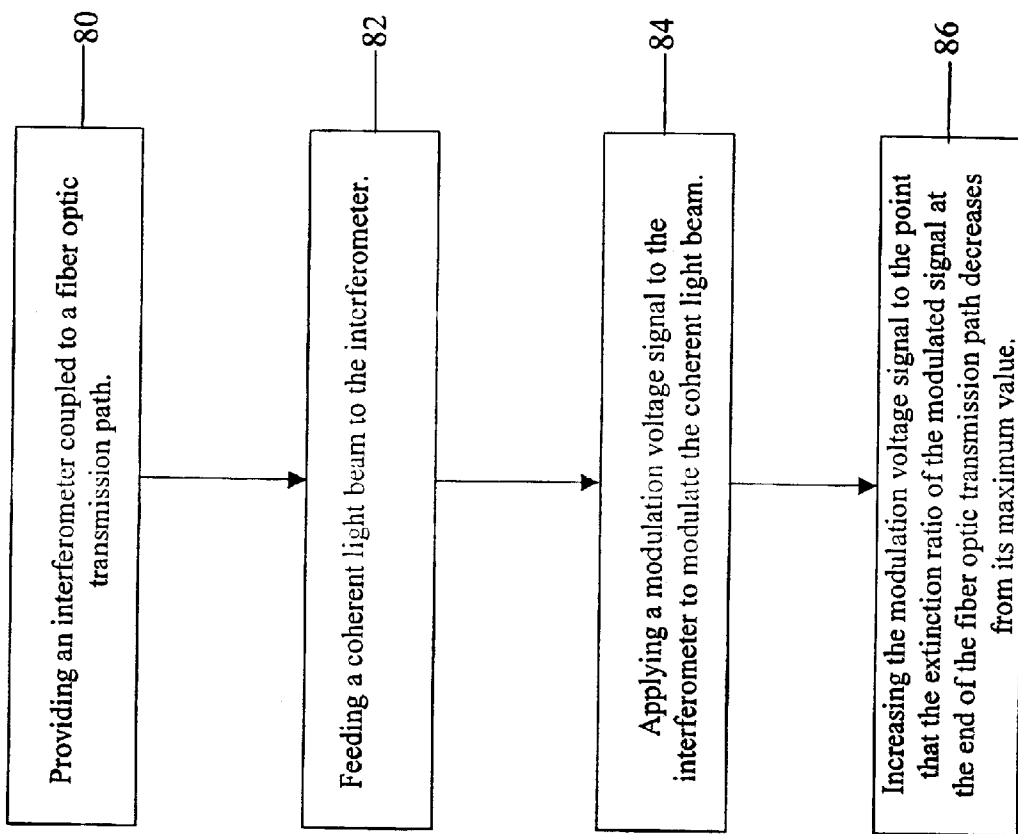 Providing an interferometer coupled to a fiber optic
transmission path.
80
Feeding a coherent light beam to the interferometer.
82
Applying a modulation voltage signal to the
interferometer to modulate the coherent light beam.
84
Increasing the modulation voltage signal to the point
that the extinction ratio of the modulated signal at
the end of the fiber optic transmission path decreases
from its maximum value.
86